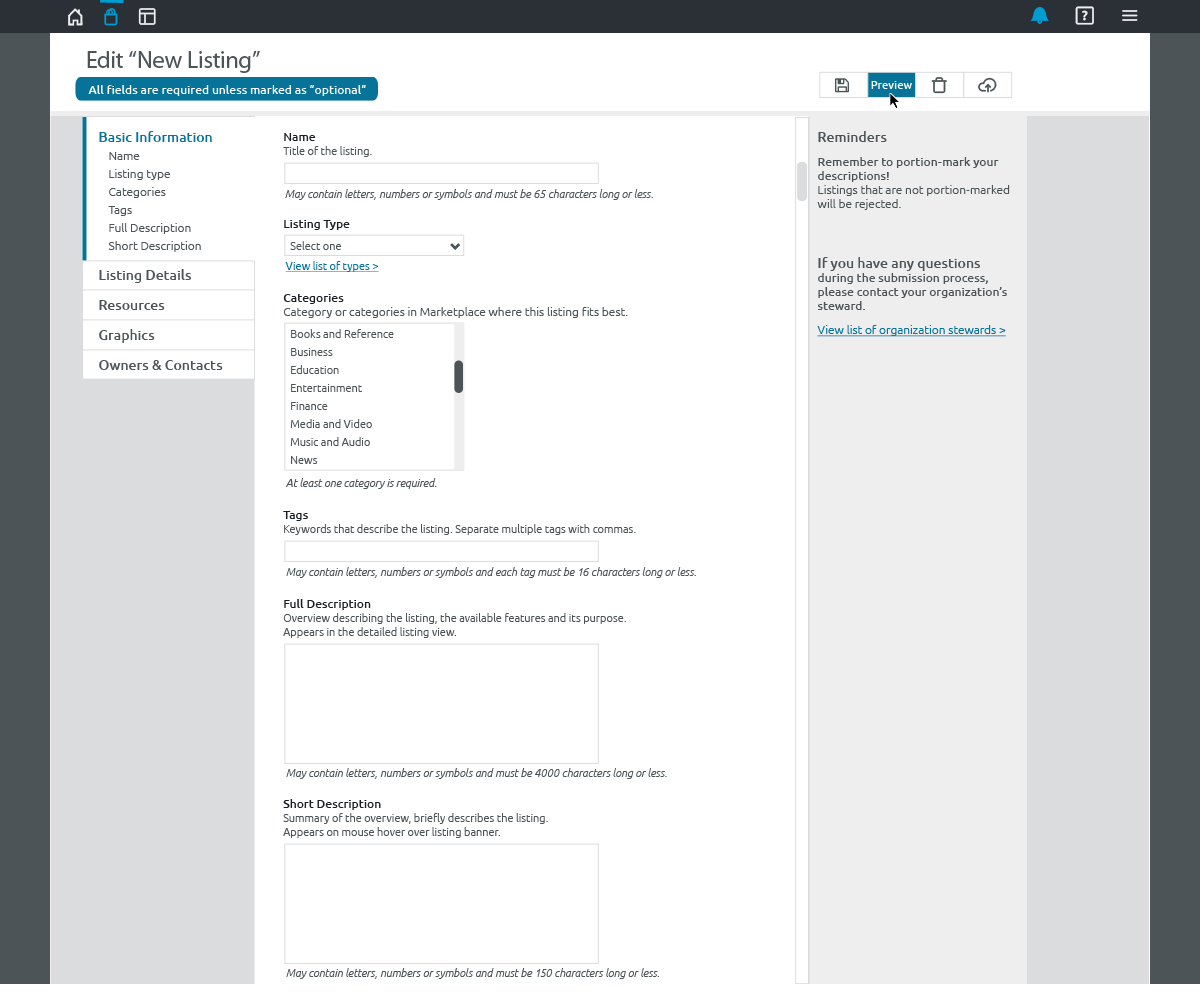 Edit “New Listing”
All fields are required unless marked as “optional”
Preview
Basic Information
Name
Listing type
Categories
Tags
Full Description
Short Description
Listing Details
Resources
Graphics
Owners & Contacts
Name
Title of the listing.
May contain letters, numbers or symbols and must be 65 characters long or less.
Listing Type
Select one
View list of types >
Categories
Category or categories in Marketplace where this listing fits best.
Books and Reference
Business
Education
Entertainment
Finance
Media and Video
Music and Audio
News
At least one category is required.
Tags
Keywords that describe the listing. Separate multiple tags with commas.
May contain letters, numbers or symbols and each tag must be 16 characters long or less.
Full Description
Overview describing the listing, the available features and its purpose.
Appears in the detailed listing view.
May contain letters, numbers or symbols and must be 4000 characters long or less.
Short Description
Summary of the overview, briefly describes the listing.
Appears on mouse hover over listing banner.
May contain letters, numbers or symbols and must be 150 characters long or less.
Reminders
Remember to portion-mark your
descriptions!
Listings that are not portion-marked
will be rejected.
If you have any questions
during the submission process,
please contact your organization’s
steward.
View list of organization stewards >